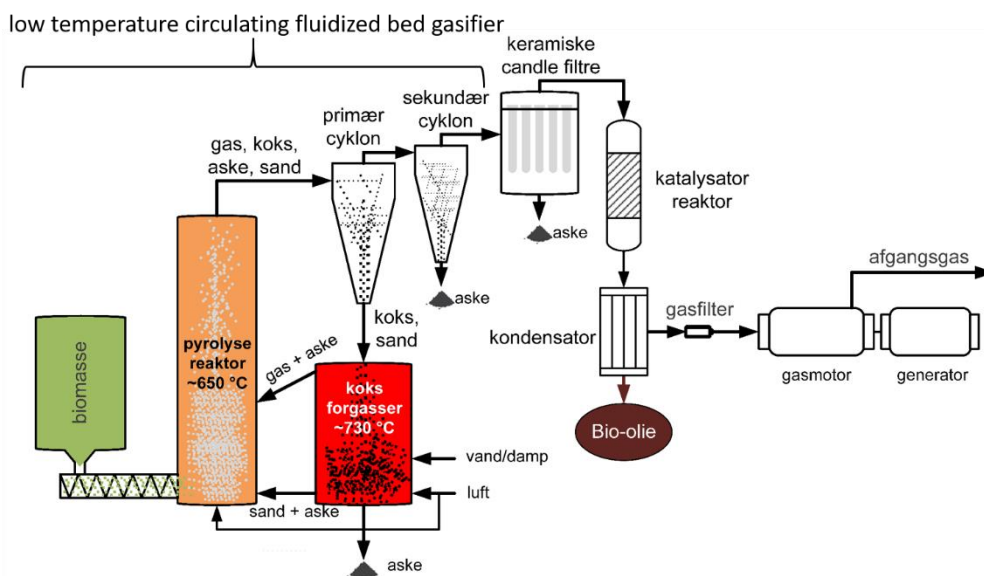 low temperature circulating fluidized bed gasifier
keramiske
candle filtre
sekundær
cyklon
primær
cyklon
gas, koks,
aske, sand
katalysator
reaktor
aske
afgangsgas
aske
gasfilter
koks,
sand
kondensator
pyrolyse
reaktor
~650 °C
gas + aske
biomasse
koks
forgasser
~730 °C
gasmotor
generator
Bio-olie
vand/damp
luft
sand + aske
aske